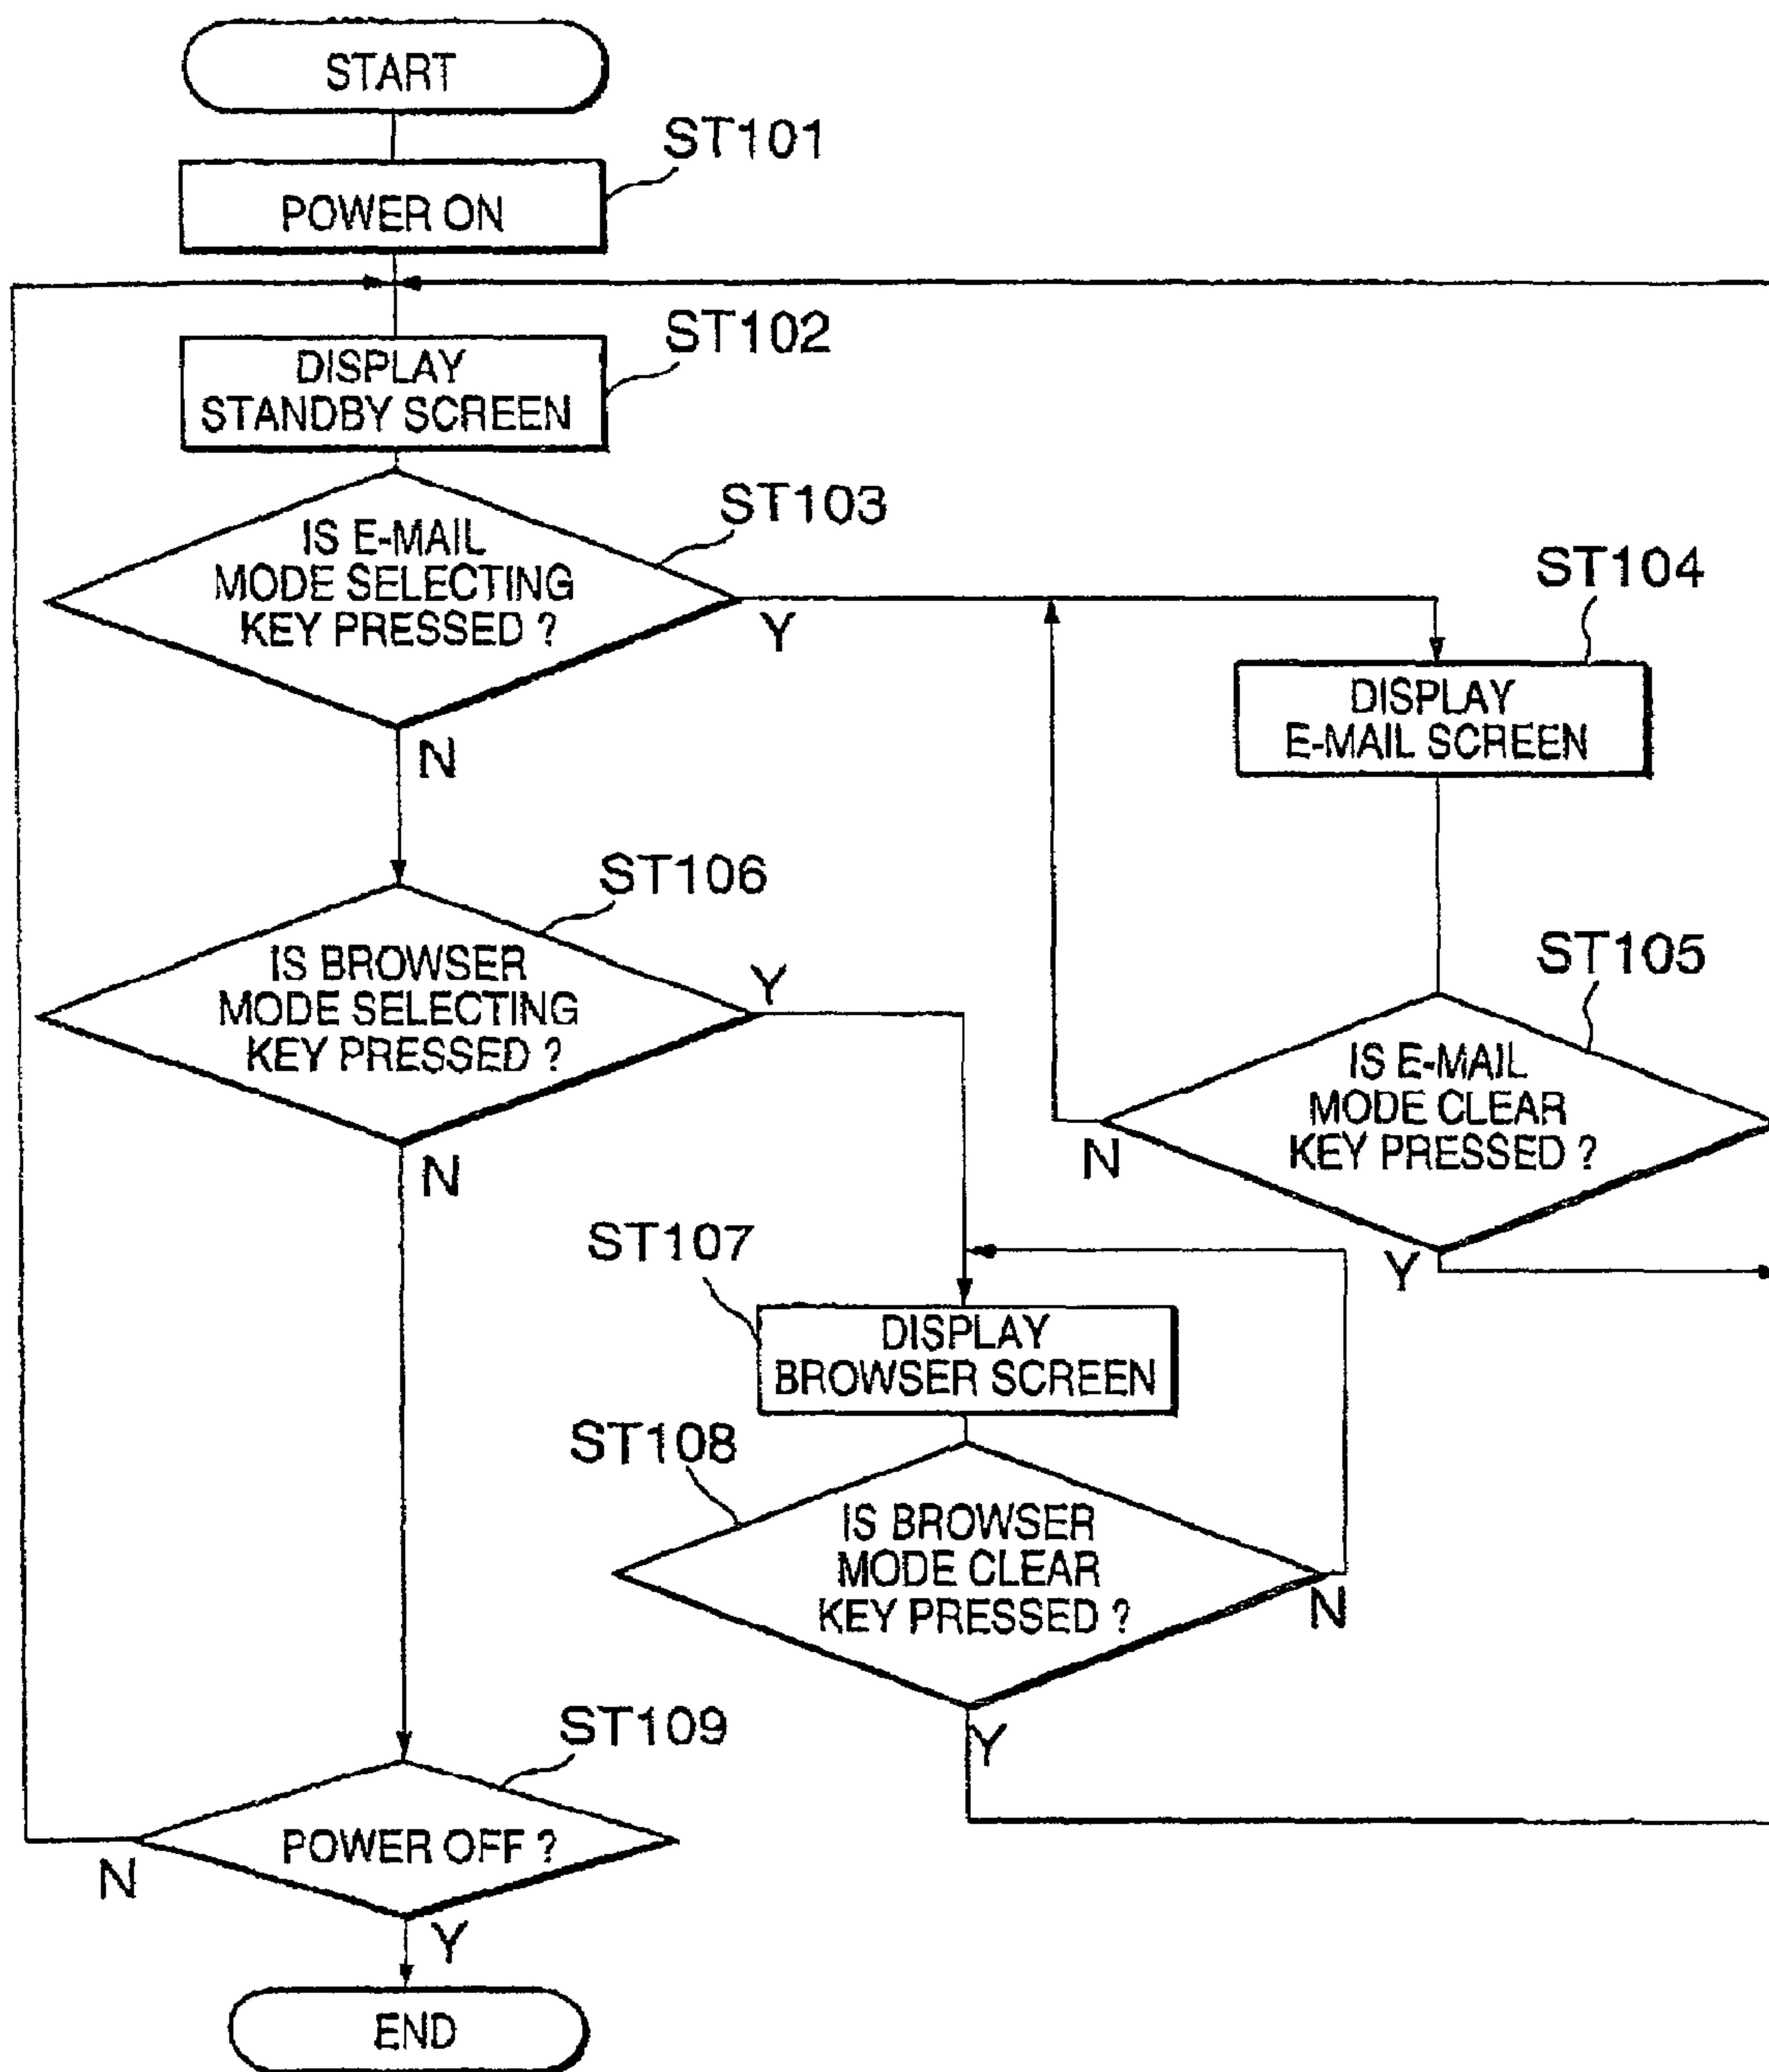 START
ST101
POWER ON
ST102
DISPLAY
STANDBY SCREEN
ST103
IS E-MAIL
MODE SELECTING
KEY PRESSED ?
Y
N
ST104
DISPLAY
E-MAIL SCREEN
ST106
IS BROWSER
MODE SELECTING
KEY PRESSED ?
Y
N
ST105
IS E-MAIL
MODE CLEAR
KEY PRESSED ?
N
Y
ST107
DISPLAY
BROWSER SCREEN
ST108
IS BROWSER
MODE CLEAR
KEY PRESSED ?
N
Y
ST109
POWER OFF ?
N
Y
END